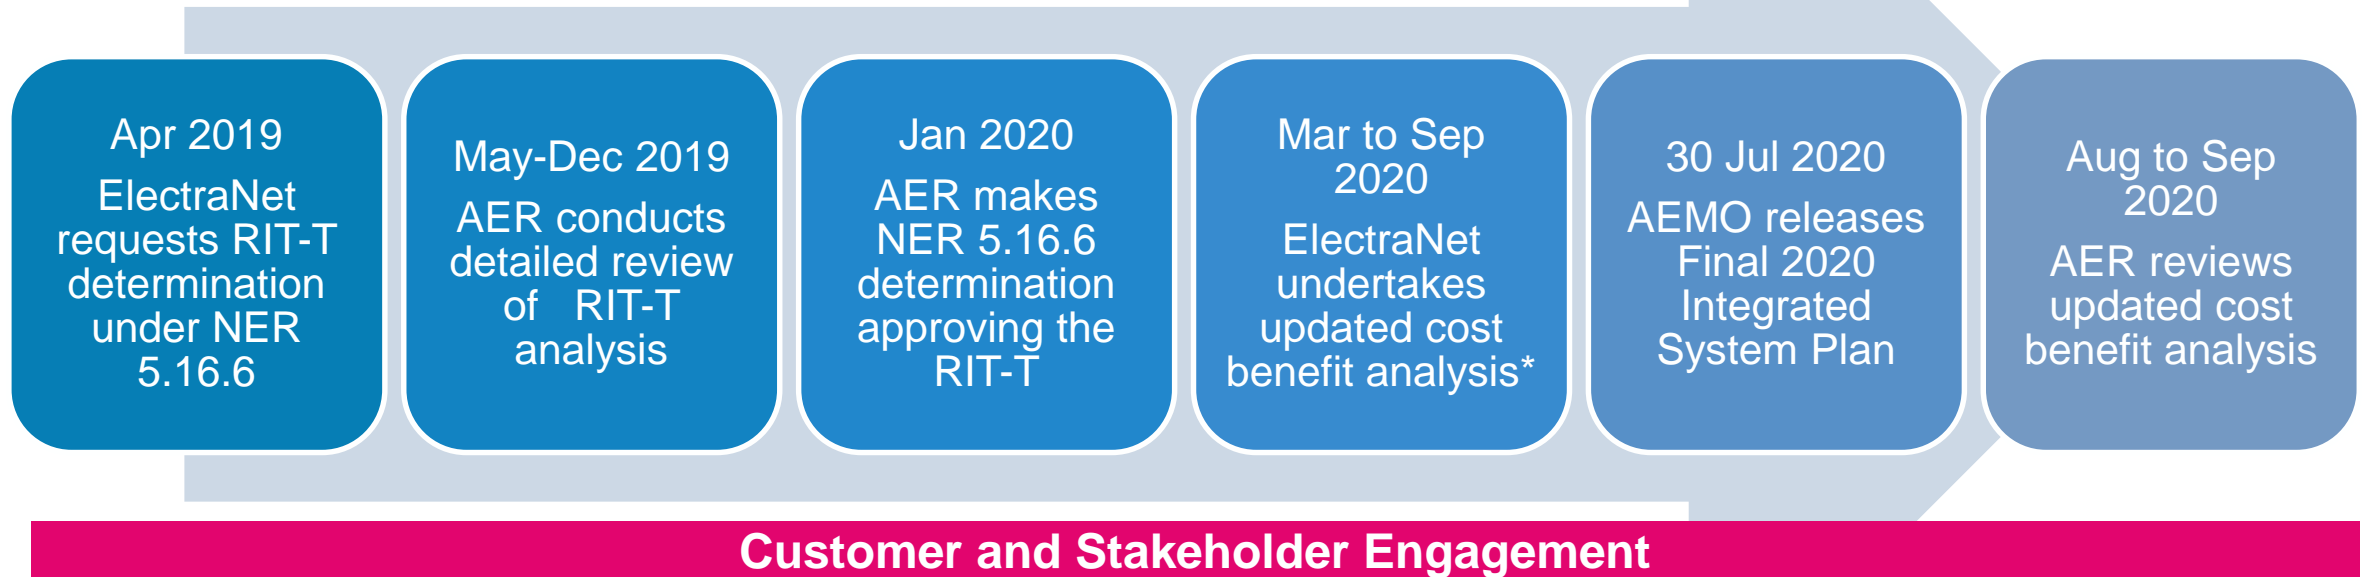 Apr 2019
ElectraNet
requests RIT-T
determination
under NER
5.16.6
May-Dec 2019
AER conducts
detailed review
of RIT-T
analysis
Jan 2020
AER makes
NER 5.16.6
determination
approving the
RIT-T
Mar to Sep
2020
ElectraNet
undertakes
updated cost
benefit analysis*
30 Jul 2020
AEMO releases
Final 2020
Integrated
System Plan
Aug to Sep
2020
AER reviews
updated cost
benefit analysis
Customer and Stakeholder Engagement